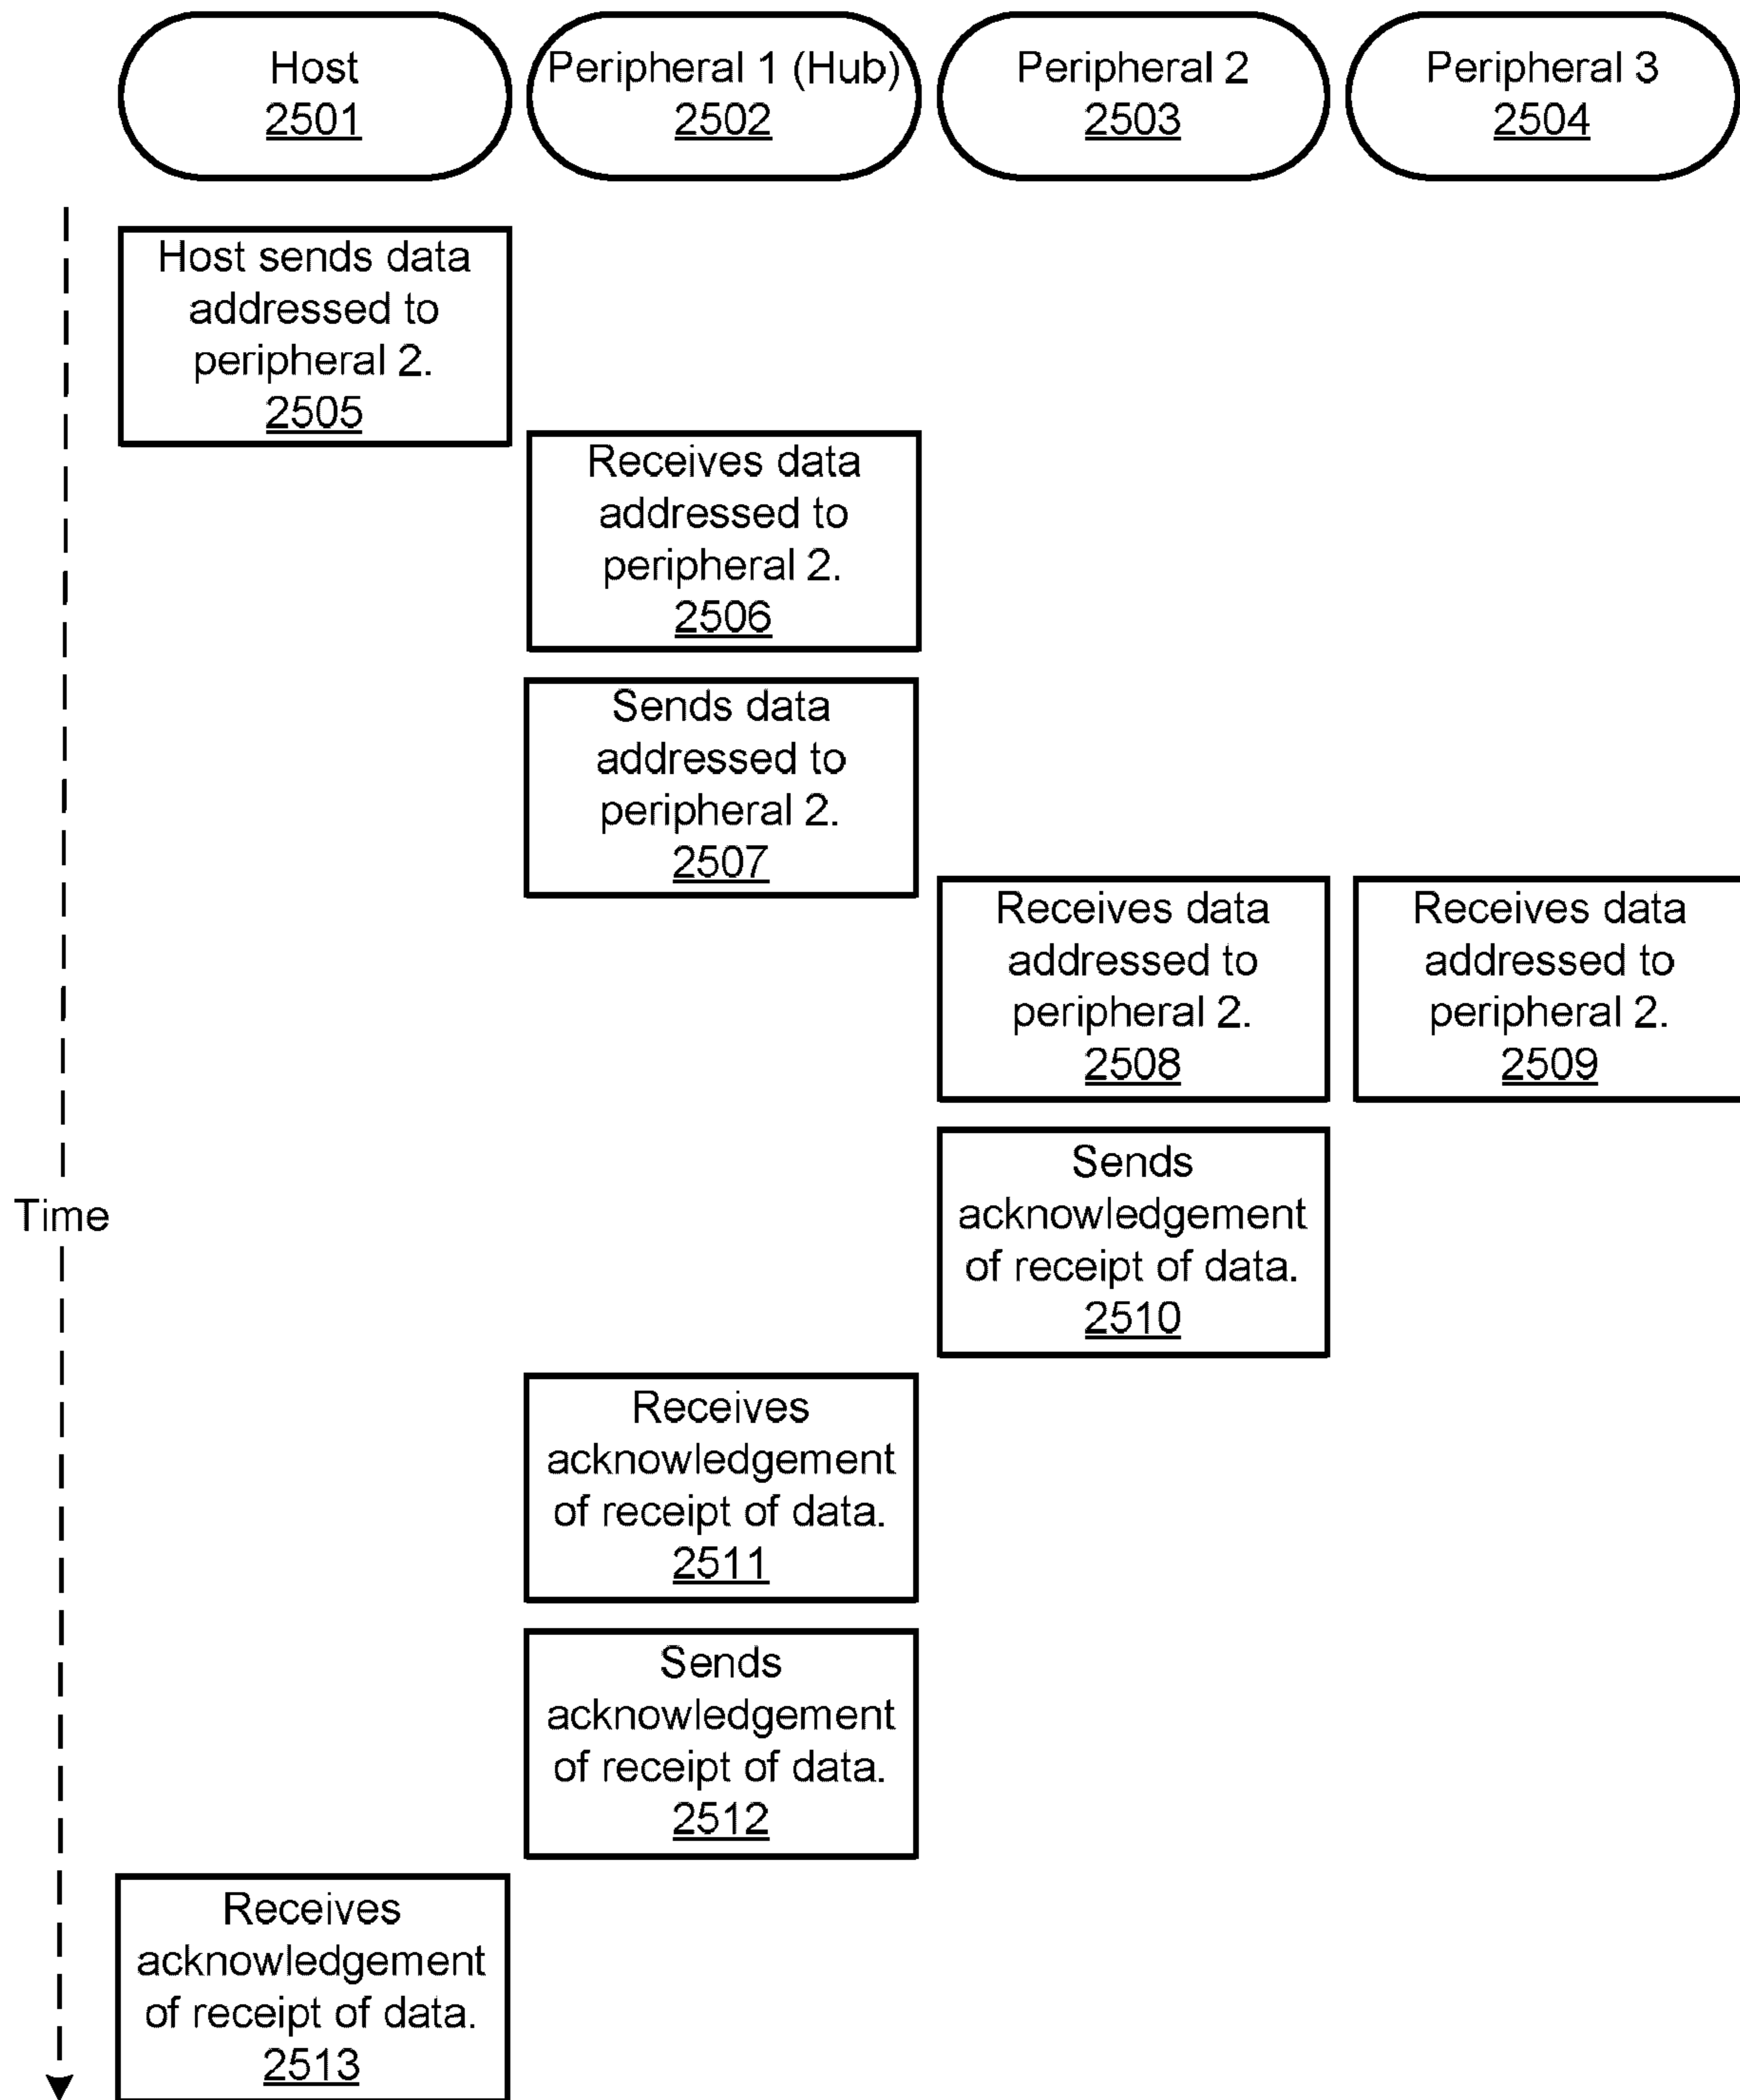 Host
2501
Peripheral 1 (Hub)
2502
Peripheral 2
2503
Peripheral 3
2504
Host sends data
addressed to
peripheral 2.
2505
Receives data
addressed to
peripheral 2.
2506
Sends data
addressed to
peripheral 2.
2507
Receives data
addressed to
peripheral 2.
2508
Receives data
addressed to
peripheral 2.
2509
Time
Sends
acknowledgement
of receipt of data.
2510
Receives
acknowledgement
of receipt of data.
2511
Sends
acknowledgement
of receipt of data.
2512
Receives
acknowledgement
of receipt of data.
2513